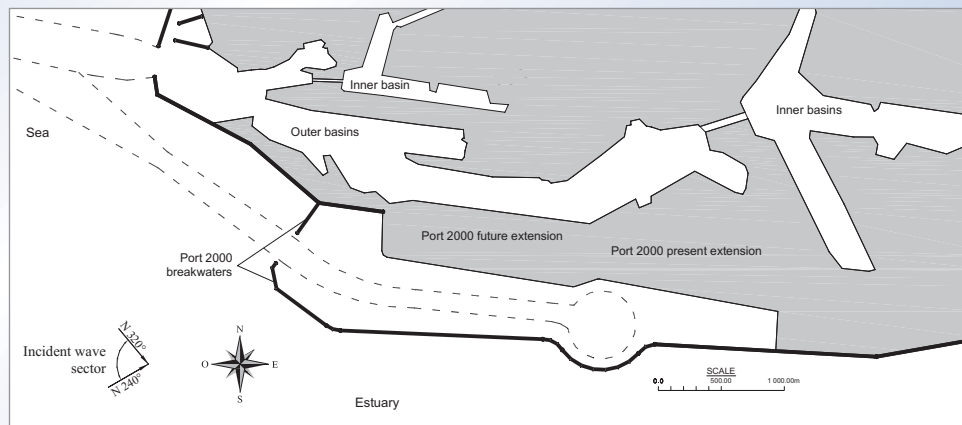 Inner basin
Inner basins
Sea
Outer basins
Port 2000 future extension
Port 2000 present extension
Port 2000
breakwaters
N 320°
Incident wave
sector
N 240°
N
O
E
S
SCALE
0.0 500.00 1 000.00m
Estuary